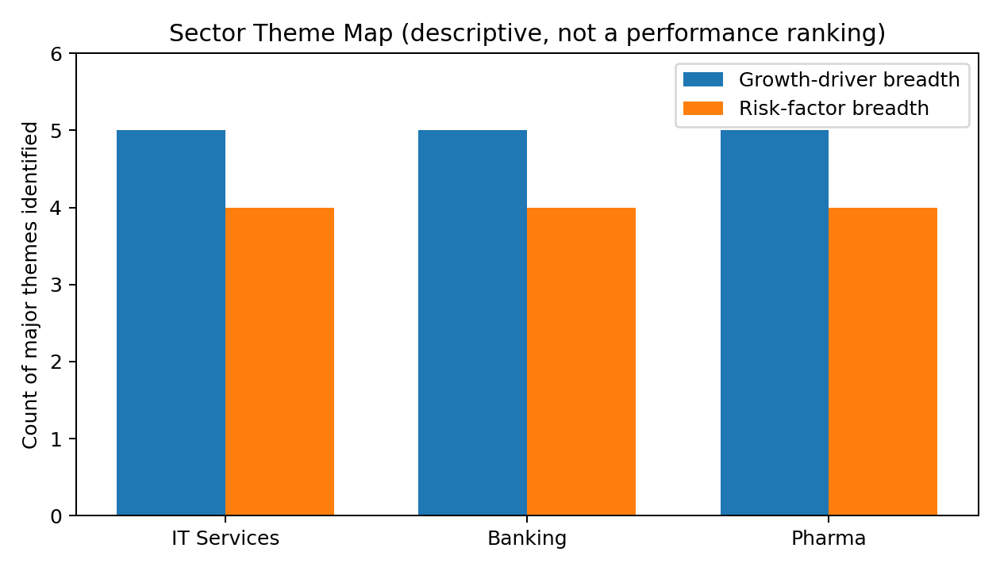 Sector Theme Map (descriptive, not a performance ranking)
Growth-driver breadth
Risk-factor breadth
Count of major themes identified
6
5
4
3
2
1
0
IT Services
Banking
Pharma